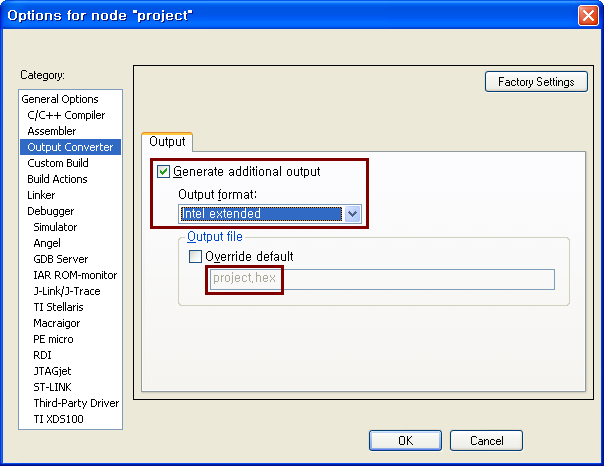 Options for node "project"
Category:
Factory Settings
General Options
C/C++ Compiler
Assembler
Output Converter
Custom Build
Build Actions
Linker
Debugger
Simulator
Angel
GDB Server
IAR ROM-monitor
J-Link/J-Trace
TI Stellaris
Macraigor
PE micro
RDI
JTAGjet
ST-LINK
Third-Party Driver
TI XDS100
Output
Generate additional output
Output format:
Intel extended
Output file
Override default
project.hex
OK
Cancel